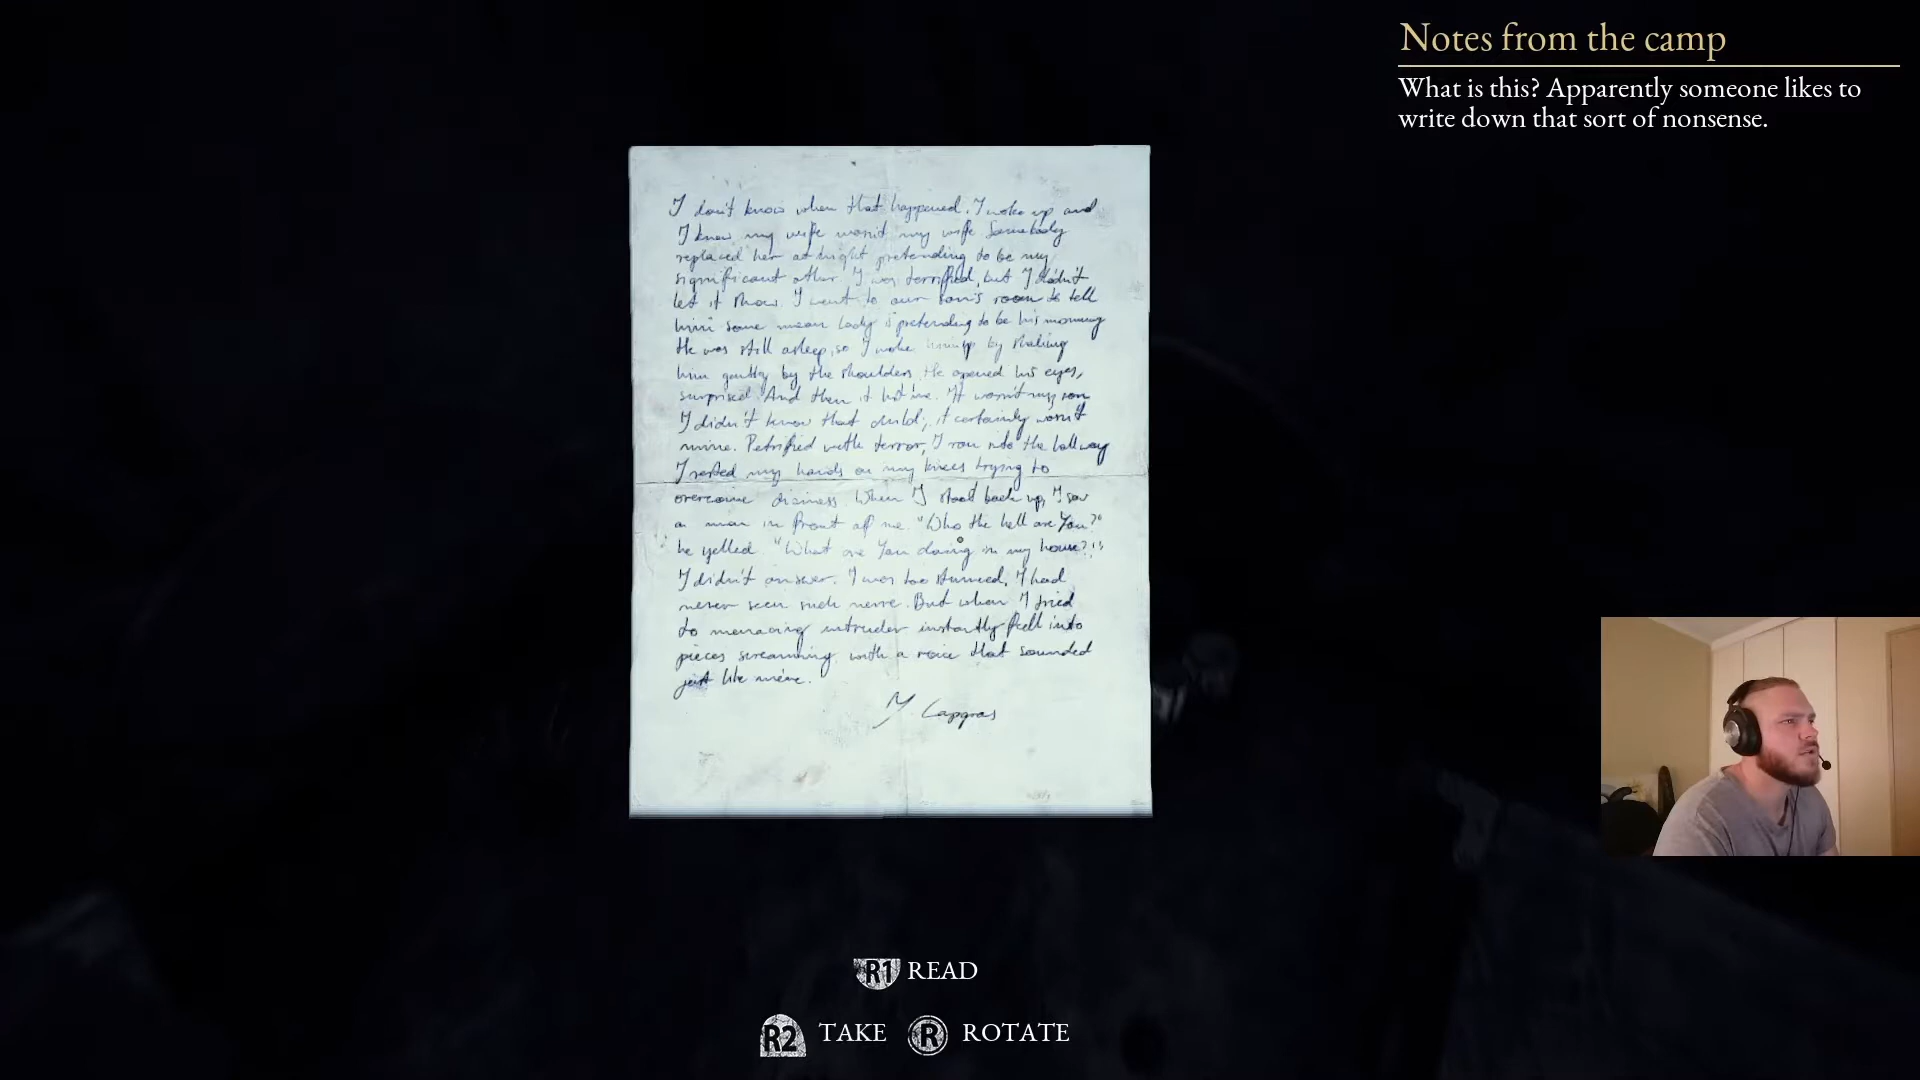 Notes from the camp
What is this? Apparently someone likes to
write down that sort of nonsense.
I don't know when that happened. I woke up and
I knew my wife wasn't my wife Somebody
replaced her at night pretending to be my
significant other. I was terrified, but I didn't
let it show. I went to our son's room to tell
him some mean lady is pretending to be his mommy
He was still asleep, so I woke him up by shaking
him gently by the shoulders. He opened his eyes,
surprised. And then it hit me. It wasn't my son
I didn't know that child, it certainly wasn't
mine. Petrified with terror, I ran into the hallway
I rested my hands on my knees trying to
overcome diziness. When I stood back up, I saw
a man in front of me. "Who the hell are You?"
he yelled. "What are You doing in my house?!"
I didn't answer. I was too stunned. I had
never seen such nerve. But when I tried
to menacing intruder instantly fell into
pieces screaming with a voice that sounded
just like mine.
Capgras
R1 READ
R2 TAKE R ROTATE